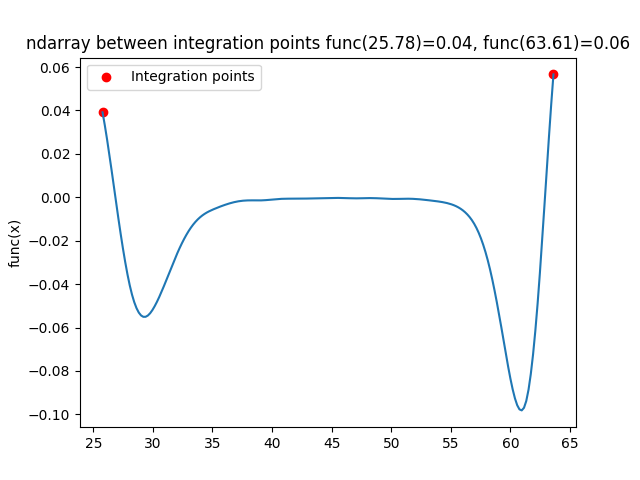 ndarray between integration points func(25.78)=0.04, func(63.61)=0.06
Integration points
func(x)
0.06
0.04
0.02
0.00
−0.02
−0.04
−0.06
−0.08
−0.10
25 30 35 40 45 50 55 60 65